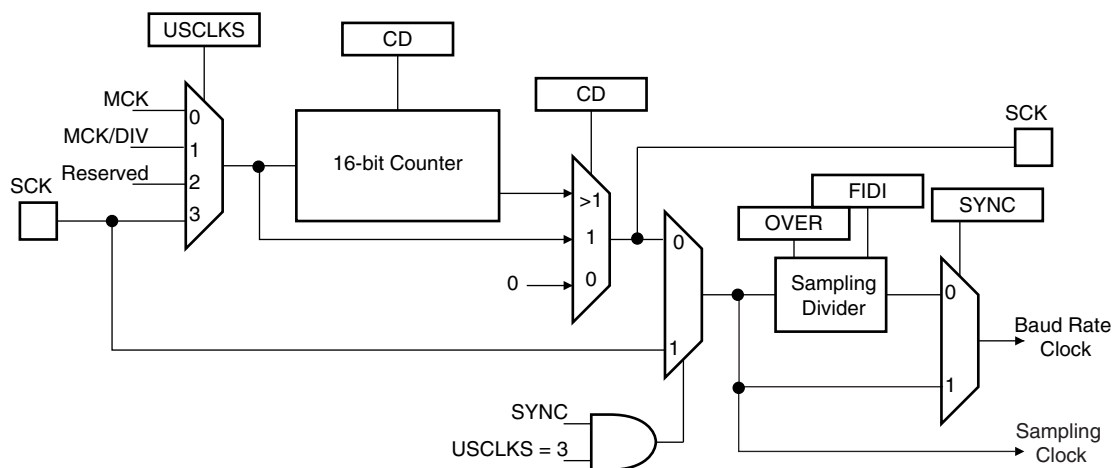 USCLKS
CD
CD
SCK
MCK
0
MCK/DIV
1
16-bit Counter
Reserved
2
SCK
3
>1
FIDI
OVER
SYNC
1
0
0
0
Sampling
Divider
0
Baud Rate
Clock
1
1
SYNC
USCLKS = 3
Sampling
Clock